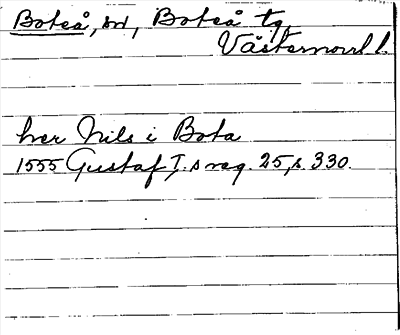 Boteå, sn, Boteå tg
Västernorrl l.
her Nils i Bota
1555 Gustaf I.s reg. 25, s. 330.